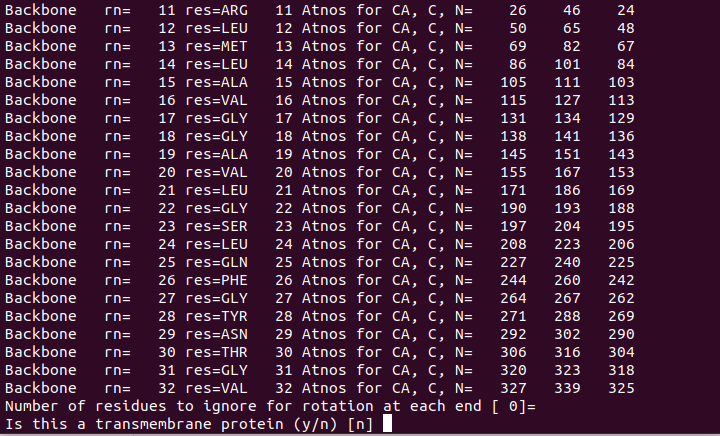 Backbone   rn=   11 res=ARG   11 Atnos for CA, C, N=    26    46    24
Backbone   rn=   12 res=LEU   12 Atnos for CA, C, N=    50    65    48
Backbone   rn=   13 res=MET   13 Atnos for CA, C, N=    69    82    67
Backbone   rn=   14 res=LEU   14 Atnos for CA, C, N=    86   101    84
Backbone   rn=   15 res=ALA   15 Atnos for CA, C, N=   105   111   103
Backbone   rn=   16 res=VAL   16 Atnos for CA, C, N=   115   127   113
Backbone   rn=   17 res=GLY   17 Atnos for CA, C, N=   131   134   129
Backbone   rn=   18 res=GLY   18 Atnos for CA, C, N=   138   141   136
Backbone   rn=   19 res=ALA   19 Atnos for CA, C, N=   145   151   143
Backbone   rn=   20 res=VAL   20 Atnos for CA, C, N=   155   167   153
Backbone   rn=   21 res=LEU   21 Atnos for CA, C, N=   171   186   169
Backbone   rn=   22 res=GLY   22 Atnos for CA, C, N=   190   193   188
Backbone   rn=   23 res=SER   23 Atnos for CA, C, N=   197   204   195
Backbone   rn=   24 res=LEU   24 Atnos for CA, C, N=   208   223   206
Backbone   rn=   25 res=GLN   25 Atnos for CA, C, N=   227   240   225
Backbone   rn=   26 res=PHE   26 Atnos for CA, C, N=   244   260   242
Backbone   rn=   27 res=GLY   27 Atnos for CA, C, N=   264   267   262
Backbone   rn=   28 res=TYR   28 Atnos for CA, C, N=   271   288   269
Backbone   rn=   29 res=ASN   29 Atnos for CA, C, N=   292   302   290
Backbone   rn=   30 res=THR   30 Atnos for CA, C, N=   306   316   304
Backbone   rn=   31 res=GLY   31 Atnos for CA, C, N=   320   323   318
Backbone   rn=   32 res=VAL   32 Atnos for CA, C, N=   327   339   325
Number of residues to ignore for rotation at each end [ 0]=
Is this a transmembrane protein (y/n) [n]